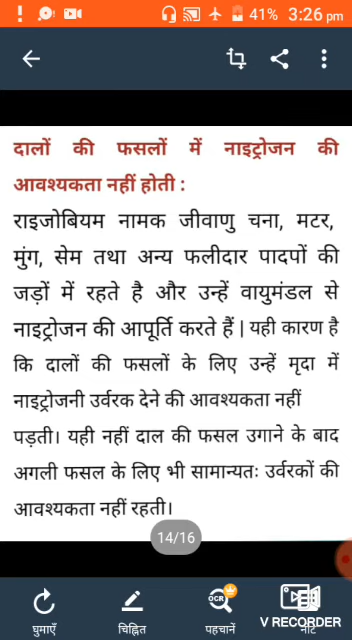 41% 3:26 pm
दालों की फसलों में नाइट्रोजन की
आवश्यकता नहीं होती :
राइजोबियम नामक जीवाणु चना, मटर,
मुंग, सेम तथा अन्य फलीदार पादपों की
जड़ों में रहते है और उन्हें वायुमंडल से
नाइट्रोजन की आपूर्ति करते हैं | यही कारण है
कि दालों की फसलों के लिए उन्हें मृदा में
नाइट्रोजनी उर्वरक देने की आवश्यकता नहीं
पड़ती। यही नहीं दाल की फसल उगाने के बाद
अगली फसल के लिए भी सामान्यतः उर्वरकों की
आवश्यकता नहीं रहती।
14/16
OCR
V RECORDER
घुमाएँ चिह्नित पहचानें नोट